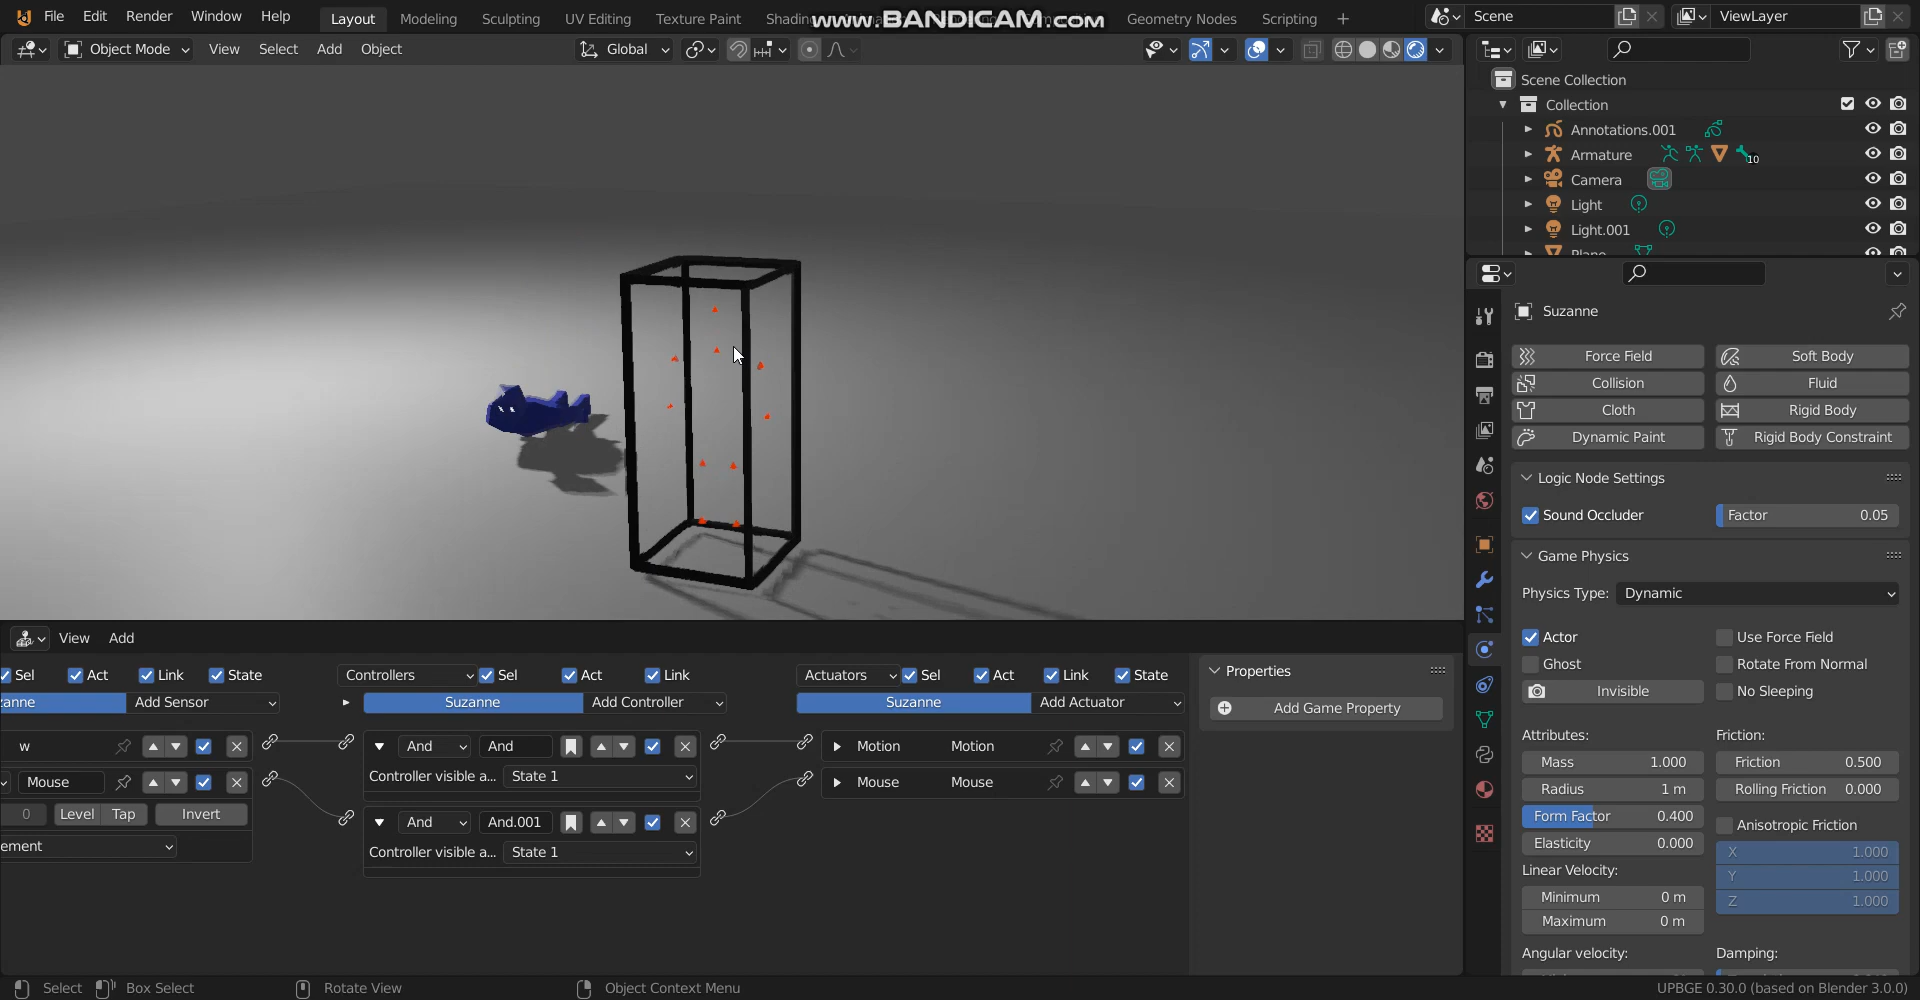 File Edit Render Window Help Layout Modeling Sculpting UV Editing Texture Paint Shading Geometry Nodes Scripting Scene ViewLayer
www.BANDICAM.com
Object Mode View Select Add Object Global
Scene Collection
Collection
Annotations.001
Armature 10
Camera
Light
Light.001
Plane
Suzanne
Force Field Soft Body
Collision Fluid
Cloth Rigid Body
Dynamic Paint Rigid Body Constraint
Logic Node Settings
Sound Occluder Factor 0.05
Game Physics
Physics Type: Dynamic
Actor Use Force Field
Ghost Rotate From Normal
Invisible No Sleeping
Attributes: Friction:
Mass 1.000 Friction 0.500
Radius 1 m Rolling Friction 0.000
Form Factor 0.400 Anisotropic Friction
Elasticity 0.000 X 1.000
Linear Velocity: Y 1.000
Minimum 0 m Z 1.000
Maximum 0 m
Angular velocity: Damping:
View Add
Sel Act Link State Controllers Sel Act Link Actuators Sel Act Link State Properties
zanne Add Sensor Suzanne Add Controller Suzanne Add Actuator Add Game Property
w And And Motion Motion
Mouse Controller visible a... State 1 Mouse Mouse
0 Level Tap Invert And And.001
ement Controller visible a... State 1
Select Box Select Rotate View Object Context Menu UPBGE 0.30.0 (based on Blender 3.0.0)